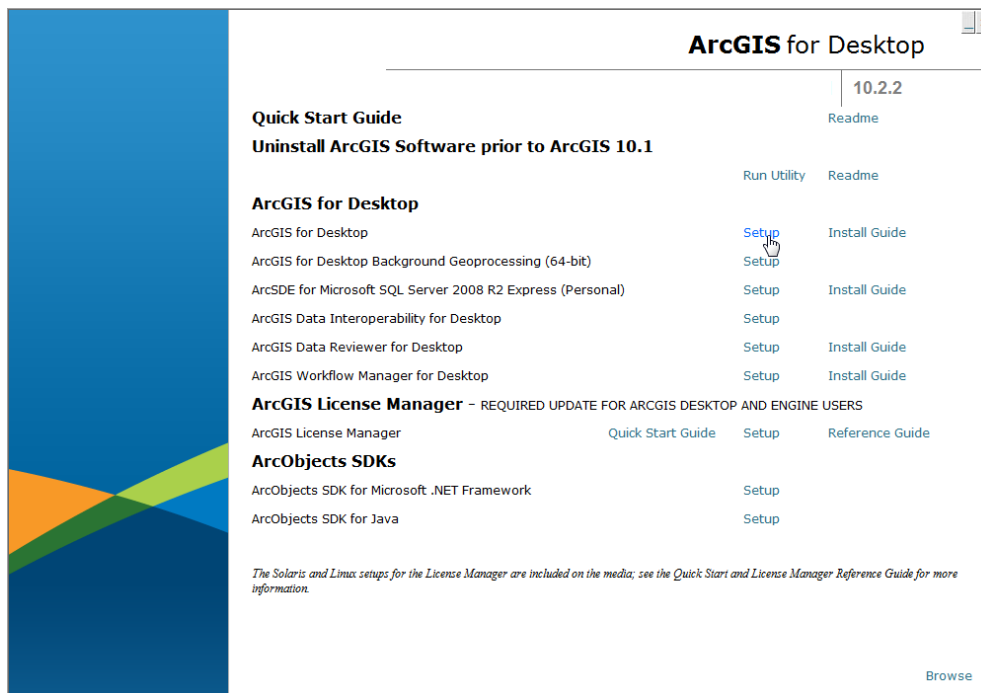 ArcGIS for Desktop
10.2.2
Quick Start Guide Readme
Uninstall ArcGIS Software prior to ArcGIS 10.1
Run Utility Readme
ArcGIS for Desktop
ArcGIS for Desktop Setup Install Guide
ArcGIS for Desktop Background Geoprocessing (64-bit) Setup
ArcSDE for Microsoft SQL Server 2008 R2 Express (Personal) Setup Install Guide
ArcGIS Data Interoperability for Desktop Setup
ArcGIS Data Reviewer for Desktop Setup Install Guide
ArcGIS Workflow Manager for Desktop Setup Install Guide
ArcGIS License Manager - REQUIRED UPDATE FOR ARCGIS DESKTOP AND ENGINE USERS
ArcGIS License Manager Quick Start Guide Setup Reference Guide
ArcObjects SDKs
ArcObjects SDK for Microsoft .NET Framework Setup
ArcObjects SDK for Java Setup
The Solaris and Linux setups for the License Manager are included on the media; see the Quick Start and License Manager Reference Guide for more
information.
Browse